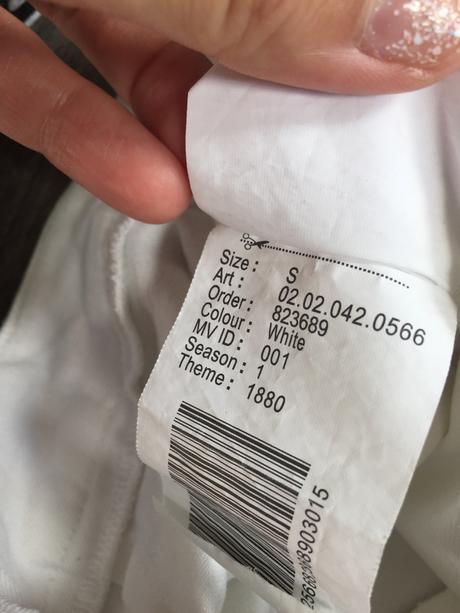 Size: S
Art: 02.02.042.0566
Order: 823689
Colour: White
MV ID: 001
Season: 1
Theme: 1880